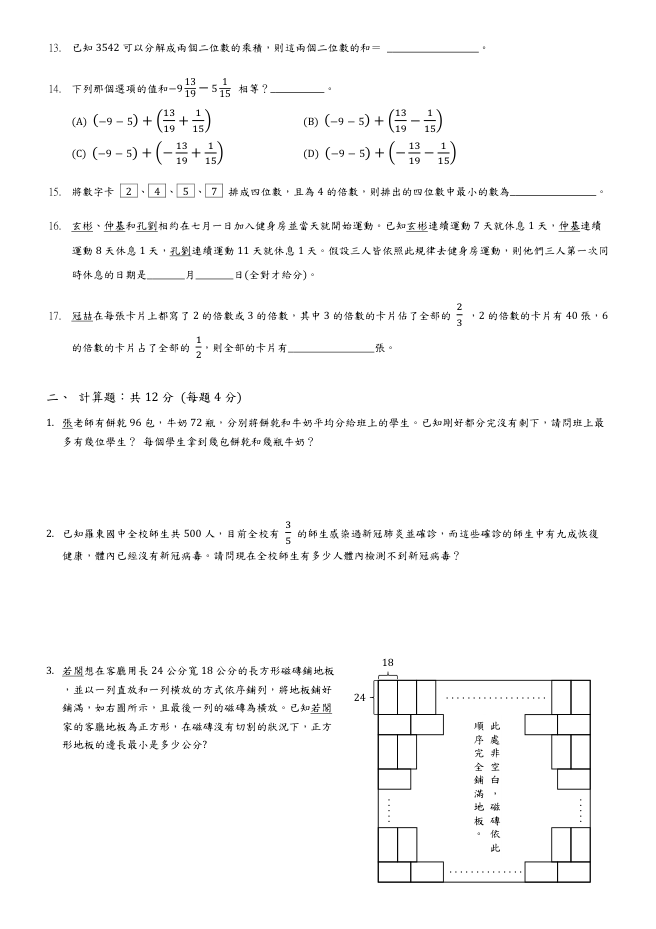 13. 已知 3542 可以分解成兩個二位數的乘積，則這兩個二位數的和＝ ________________。
14. 下列那個選項的值和−9 13/19 − 5 1/15 相等？__________。
(A) (−9 − 5) + (13/19 + 1/15) (B) (−9 − 5) + (13/19 − 1/15)
(C) (−9 − 5) + (−13/19 + 1/15) (D) (−9 − 5) + (−13/19 − 1/15)
15. 將數字卡 2、4、5、7 排成四位數，且為 4 的倍數，則排出的四位數中最小的數為________________。
16. 玄彬、仲基和孔劉相約在七月一日加入健身房並當天就開始運動。已知玄彬連續運動 7 天就休息 1 天，仲基連續
運動 8 天休息 1 天，孔劉連續運動 11 天就休息 1 天。假設三人皆依照此規律去健身房運動，則他們三人第一次同
時休息的日期是_______月_______日(全對才給分)。
17. 冠喆在每張卡片上都寫了 2 的倍數或 3 的倍數，其中 3 的倍數的卡片佔了全部的 2/3，2 的倍數的卡片有 40 張，6
的倍數的卡片占了全部的 1/2，則全部的卡片有________________張。
二、 計算題：共 12 分 (每題 4 分)
1. 張老師有餅乾 96 包，牛奶 72 瓶，分別將餅乾和牛奶平均分給班上的學生。已知剛好都分完沒有剩下，請問班上最
多有幾位學生？ 每個學生拿到幾包餅乾和幾瓶牛奶？
2. 已知羅東國中全校師生共 500 人，目前全校有 3/5 的師生感染過新冠肺炎並確診，而這些確診的師生中有九成恢復
健康，體內已經沒有新冠病毒。請問現在全校師生有多少人體內檢測不到新冠病毒？
3. 若閎想在客廳用長 24 公分寬 18 公分的長方形磁磚鋪地板
，並以一列直放和一列橫放的方式依序鋪列，將地板鋪好
鋪滿，如右圖所示，且最後一列的磁磚為橫放。已知若閎
家的客廳地板為正方形，在磁磚沒有切割的狀況下，正方
形地板的邊長最小是多少公分?
18
24
此處非空白，磁磚依此
順序完全鋪滿地板。